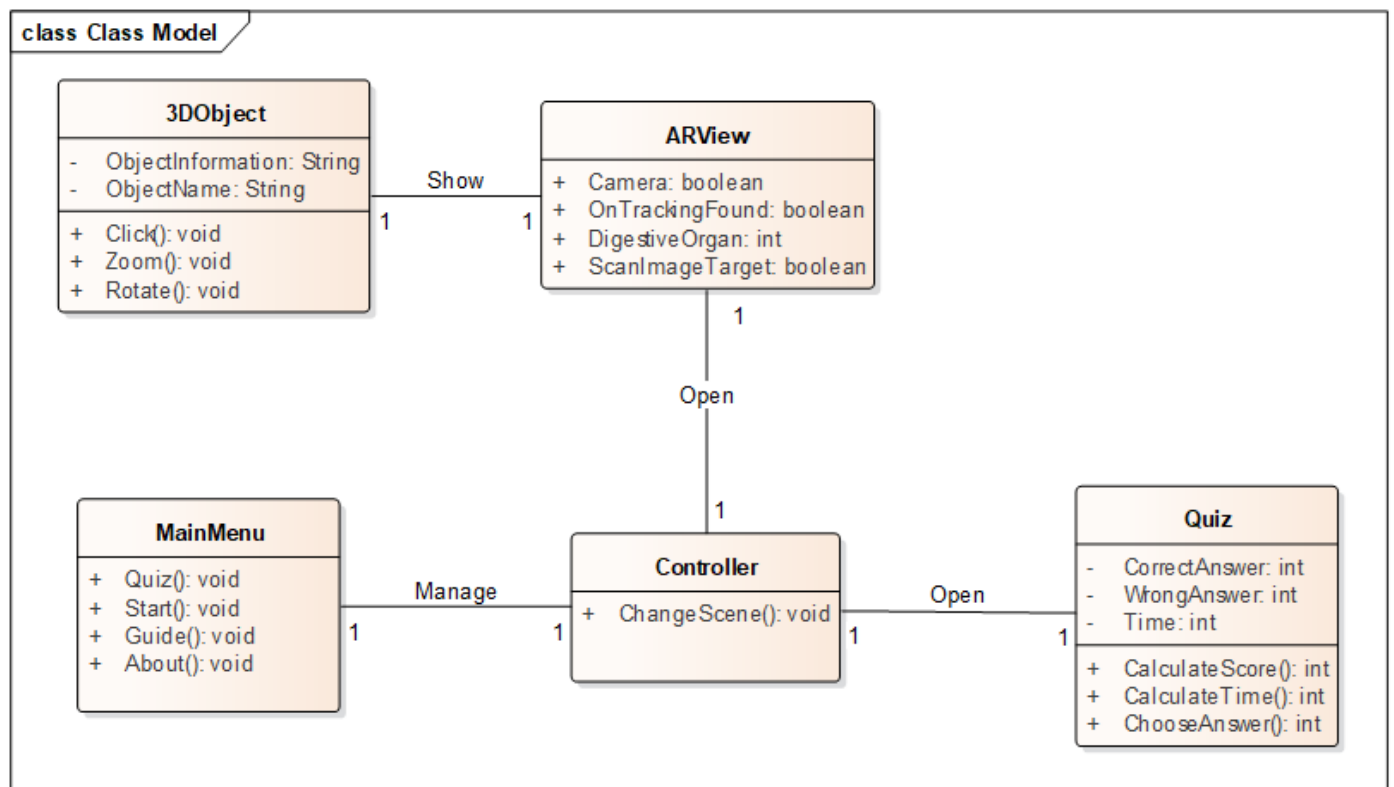 class Class Model
3DObject
- ObjectInformation: String
- ObjectName: String
+ Click(): void
+ Zoom(): void
+ Rotate(): void
Show
1
1
ARView
+ Camera: boolean
+ OnTrackingFound: boolean
+ DigestiveOrgan: int
+ ScanImageTarget: boolean
1
Open
1
MainMenu
+ Quiz(): void
+ Start(): void
+ Guide(): void
+ About(): void
Manage
1
1
Controller
+ ChangeScene(): void
Open
1
1
Quiz
- CorrectAnswer: int
- WrongAnswer: int
- Time: int
+ CalculateScore(): int
+ CalculateTime(): int
+ ChooseAnswer(): int